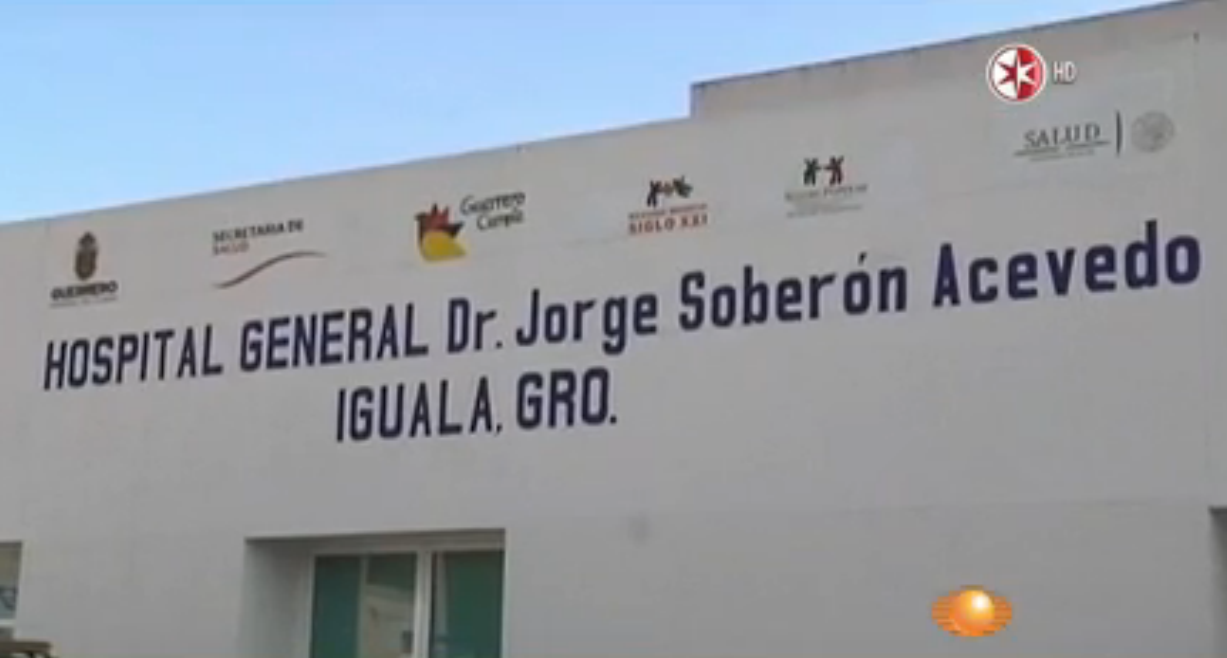 HD
SALUD
GUERRERO
SECRETARIA DE
SALUD
Guerrero
Cumple
SIGLO XXI
HOSPITAL GENERAL Dr. Jorge Soberón Acevedo
IGUALA, GRO.